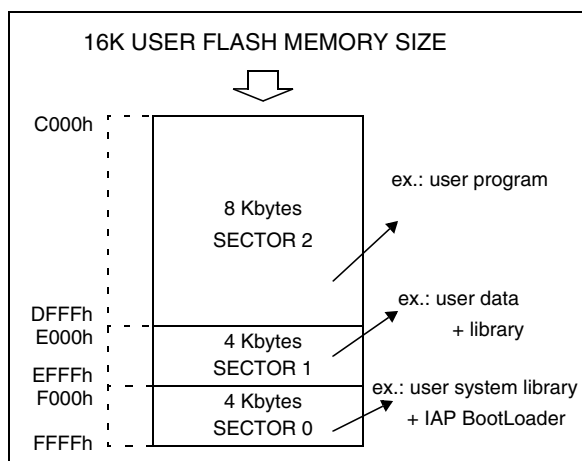 16K USER FLASH MEMORY SIZE
C000h
ex.: user program
8 Kbytes
SECTOR 2
DFFFh
E000h
ex.: user data
+ library
4 Kbytes
SECTOR 1
EFFFh
F000h
ex.: user system library
+ IAP BootLoader
4 Kbytes
SECTOR 0
FFFFh